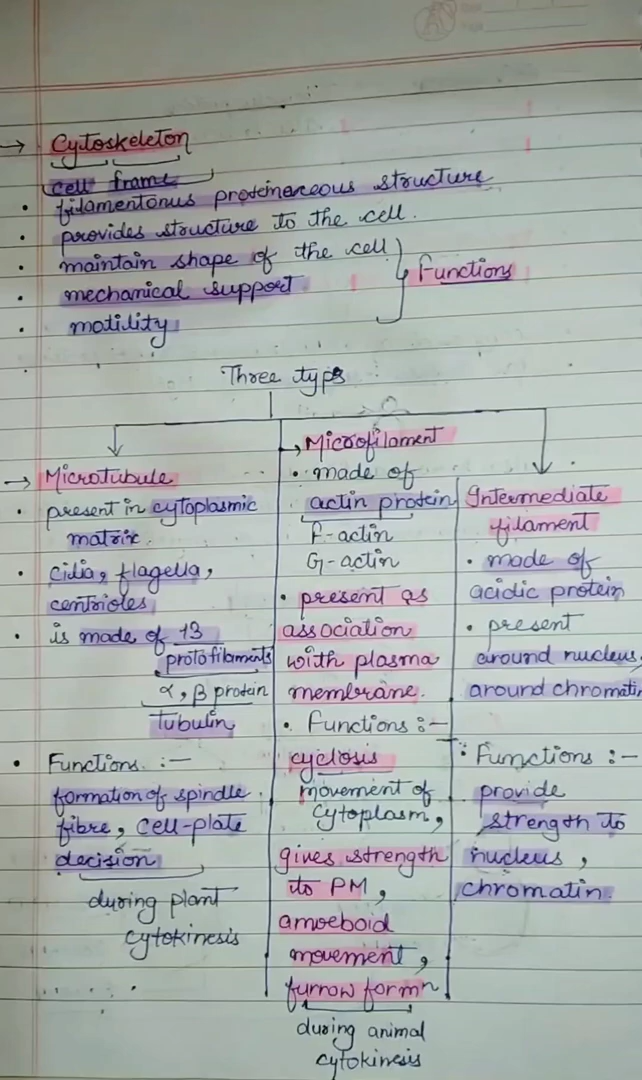 → Cytoskeleton
cell frame
• filamentonus proteinaceous structure
• provides structure to the cell.
• maintain shape of the cell
• mechanical support
• motility
Functions
Three types
→ Microtubule
• present in cytoplasmic
matrix.
• cilia, flagella,
centrioles
• is made of 13
protofilaments
α, β protein
tubulin
• Functions :—
formation of spindle
fibre, cell-plate
decision
during plant
cytokinesis
→ Microfilament
• made of
actin protein
F-actin
G-actin
• present as
association
with plasma
membrane.
• Functions :—
cyclosis
movement of
cytoplasm,
gives strength
to PM,
amoeboid
movement,
furrow formn
during animal
cytokinesis
Intermediate
filament
• made of
acidic protein
• present
around nucleus,
around chromatin
• Functions :—
provide
strength to
nucleus,
chromatin.